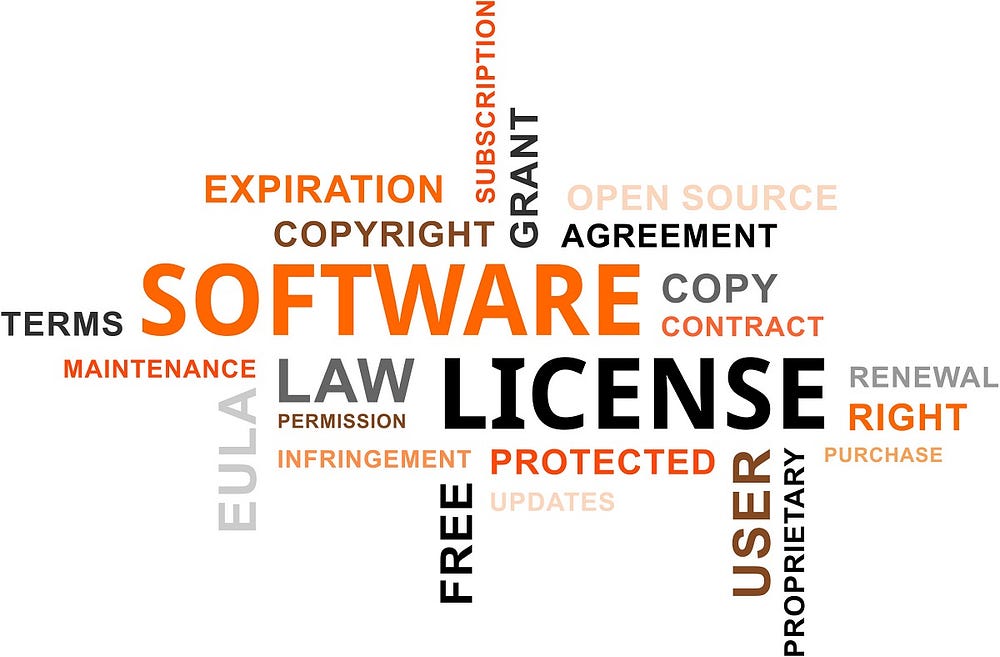 SUBSCRIPTION
GRANT
EXPIRATION
OPEN SOURCE
COPYRIGHT
AGREEMENT
SOFTWARE
COPY
TERMS
CONTRACT
MAINTENANCE
LAW
LICENSE
RENEWAL
EULA
PERMISSION
RIGHT
INFRINGEMENT
PROTECTED
PURCHASE
UPDATES
FREE
USER
PROPRIETARY